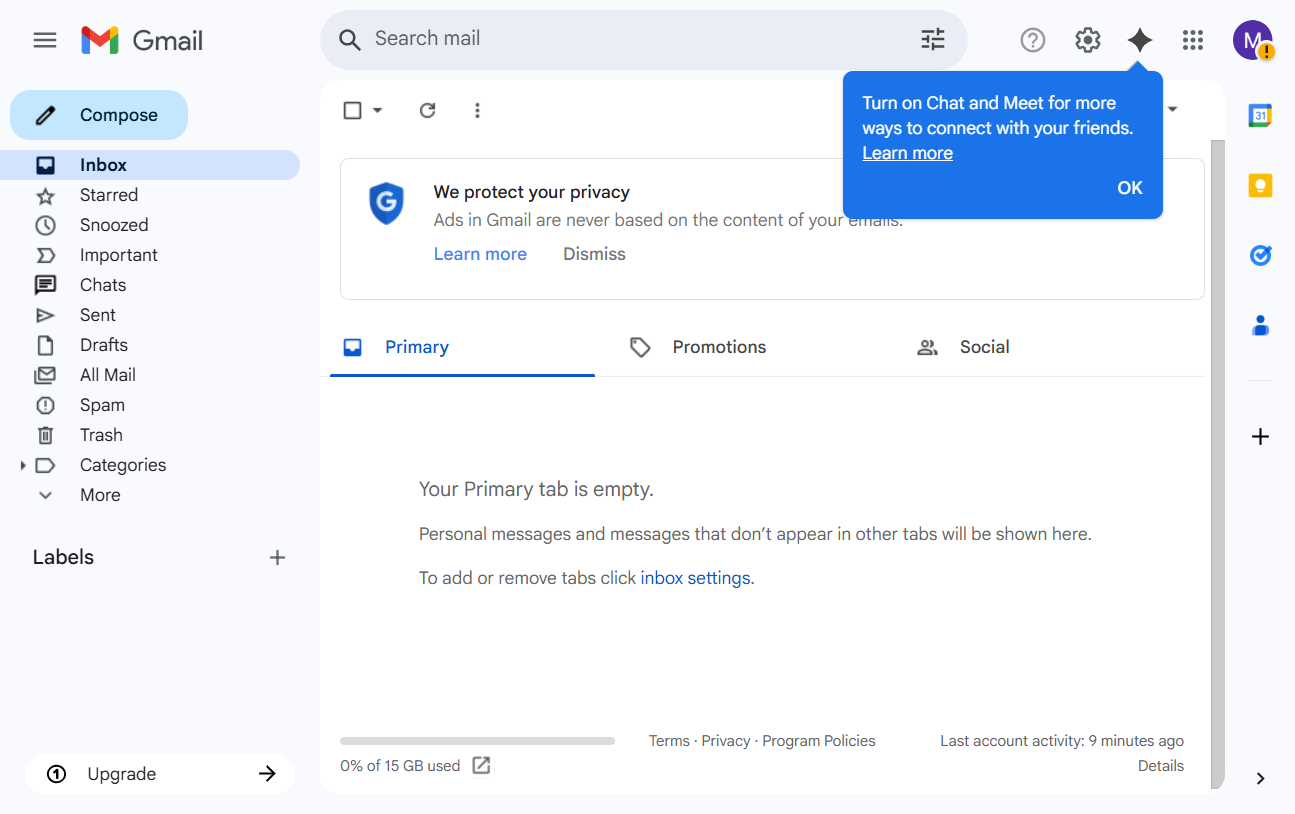 Gmail
Search mail
M
Compose
Inbox
Starred
Snoozed
Important
Chats
Sent
Drafts
All Mail
Spam
Trash
Categories
More
Labels
Upgrade
Turn on Chat and Meet for more
ways to connect with your friends.
Learn more
OK
We protect your privacy
Ads in Gmail are never based on the content of your emails.
Learn more
Dismiss
Primary
Promotions
Social
Your Primary tab is empty.
Personal messages and messages that don’t appear in other tabs will be shown here.
To add or remove tabs click inbox settings.
0% of 15 GB used
Terms · Privacy · Program Policies
Last account activity: 9 minutes ago
Details
31